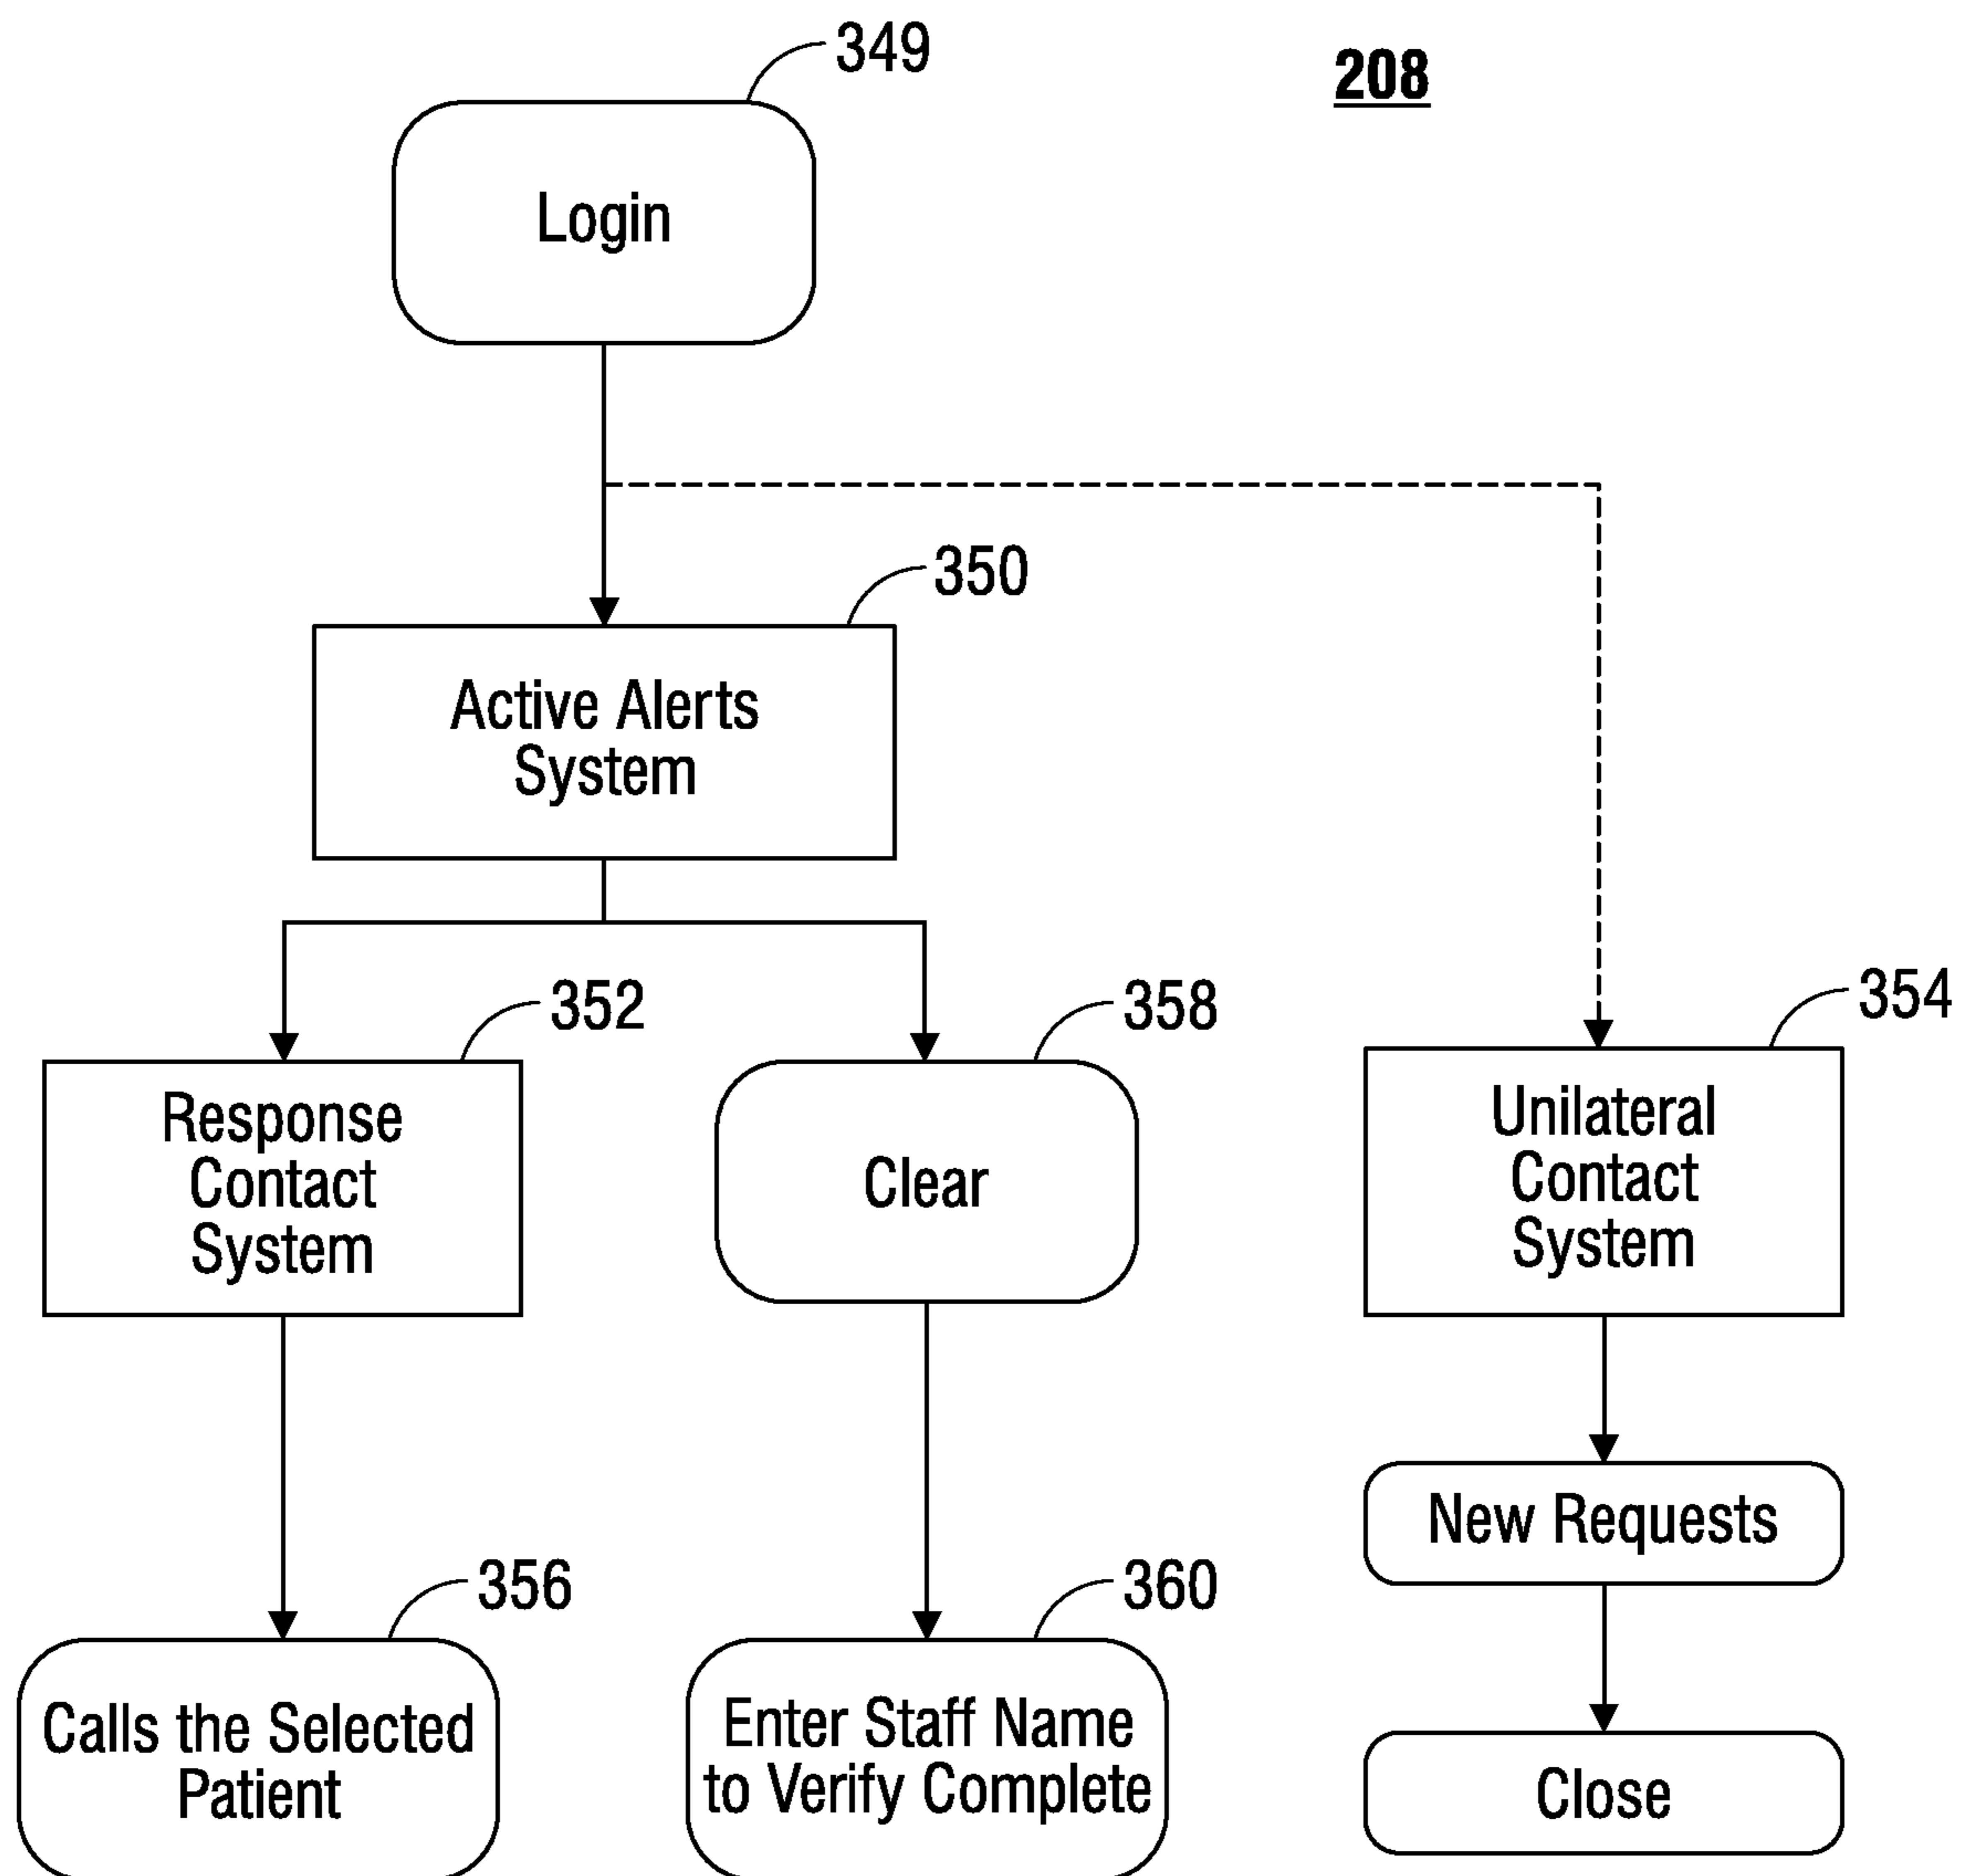 349
208
Login
350
Active Alerts
System
352
358
354
Response
Contact
System
Clear
Unilateral
Contact
System
New Requests
356
360
Calls the Selected
Patient
Enter Staff Name
to Verify Complete
Close